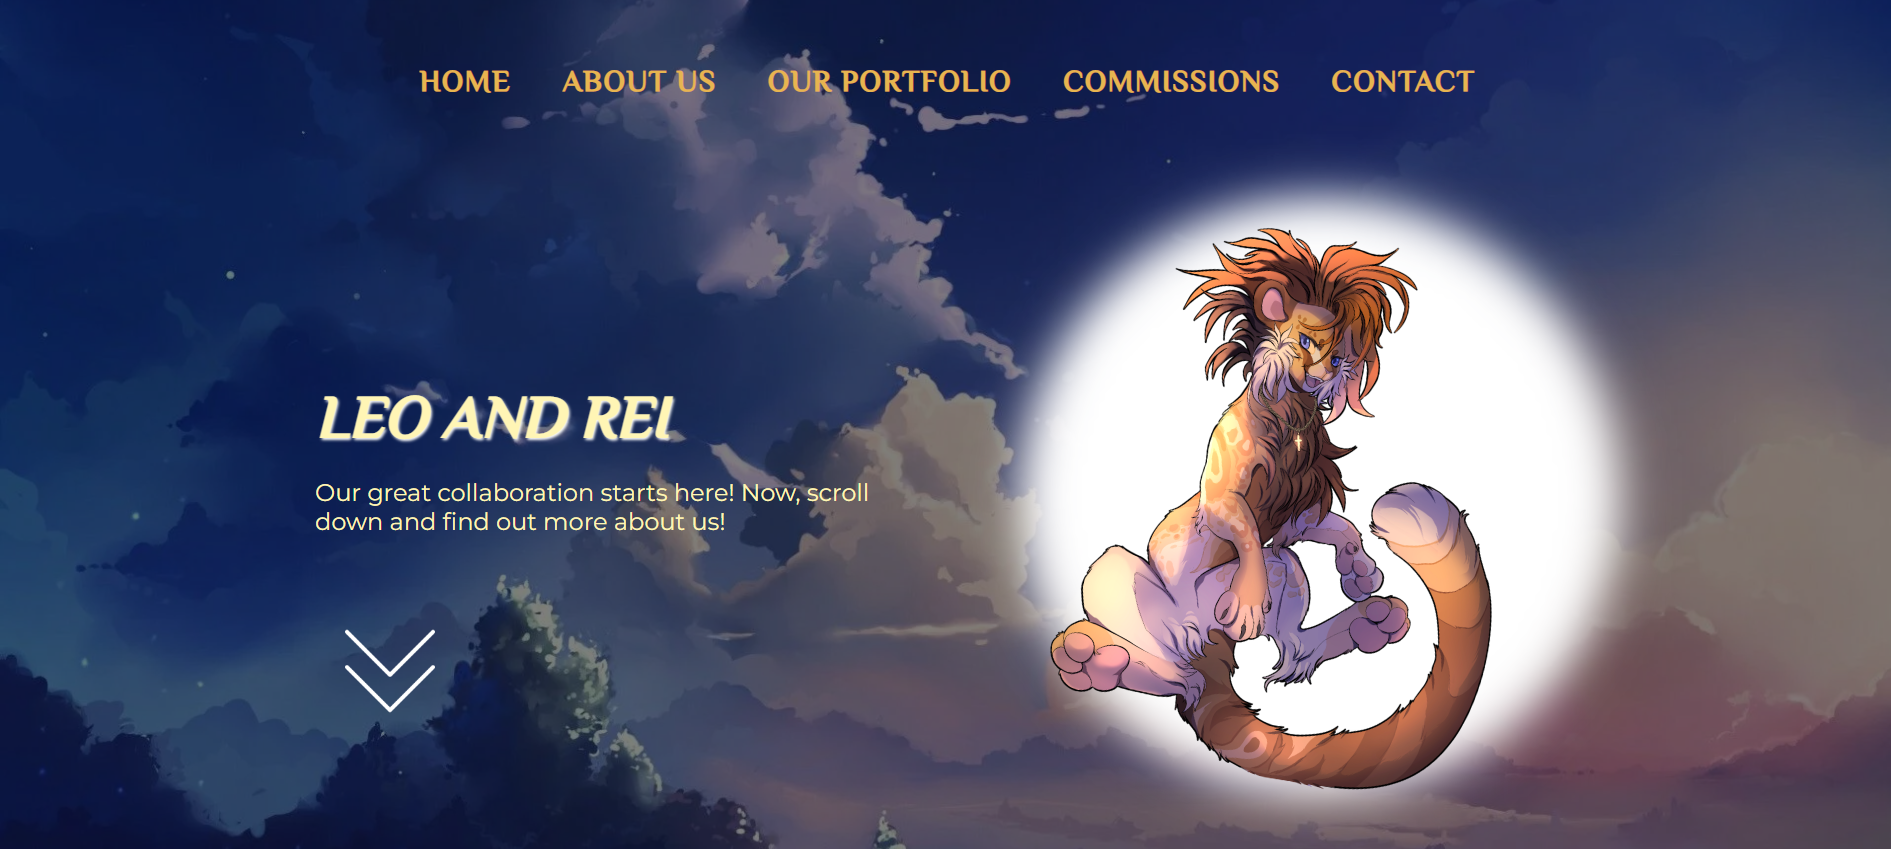 HOME ABOUT US OUR PORTFOLIO COMMISSIONS CONTACT
LEO AND REI
Our great collaboration starts here! Now, scroll
down and find out more about us!